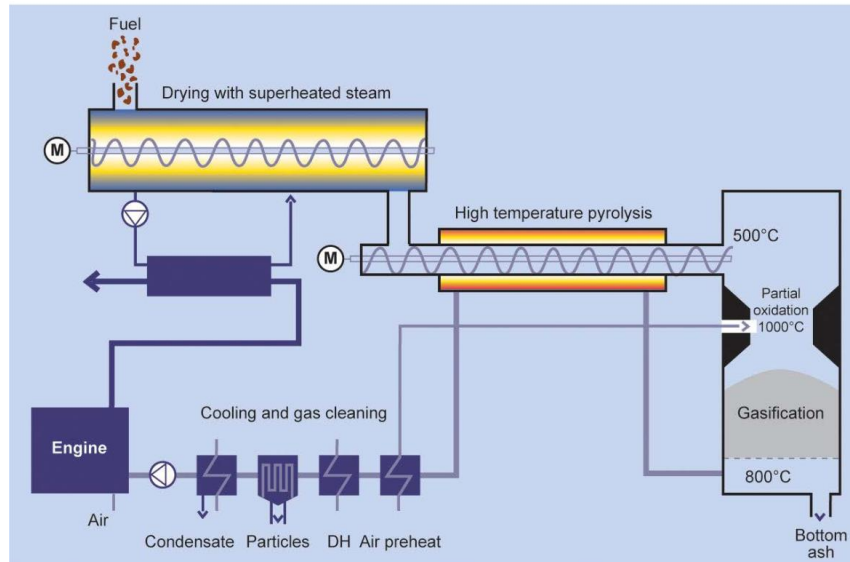 Fuel
Drying with superheated steam
M
High temperature pyrolysis
M
500°C
Partial
oxidation
1000°C
Cooling and gas cleaning
Gasification
Engine
800°C
Air
Condensate
Particles
DH
Air preheat
Bottom
ash